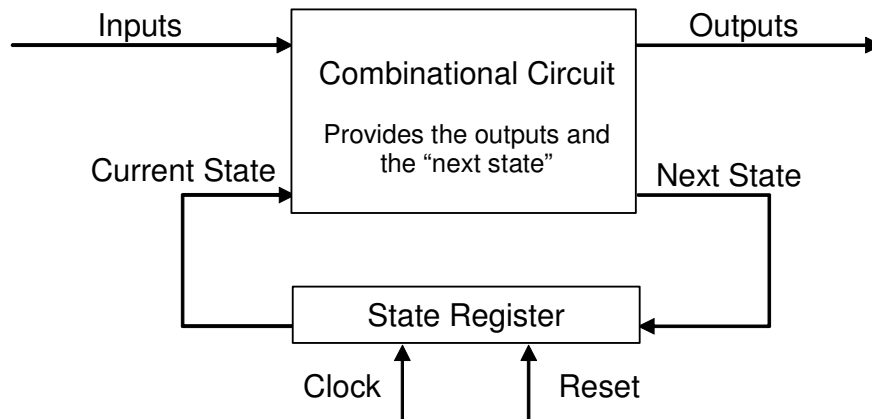 Inputs
Outputs
Combinational Circuit
Provides the outputs and
the “next state”
Current State
Next State
State Register
Clock
Reset